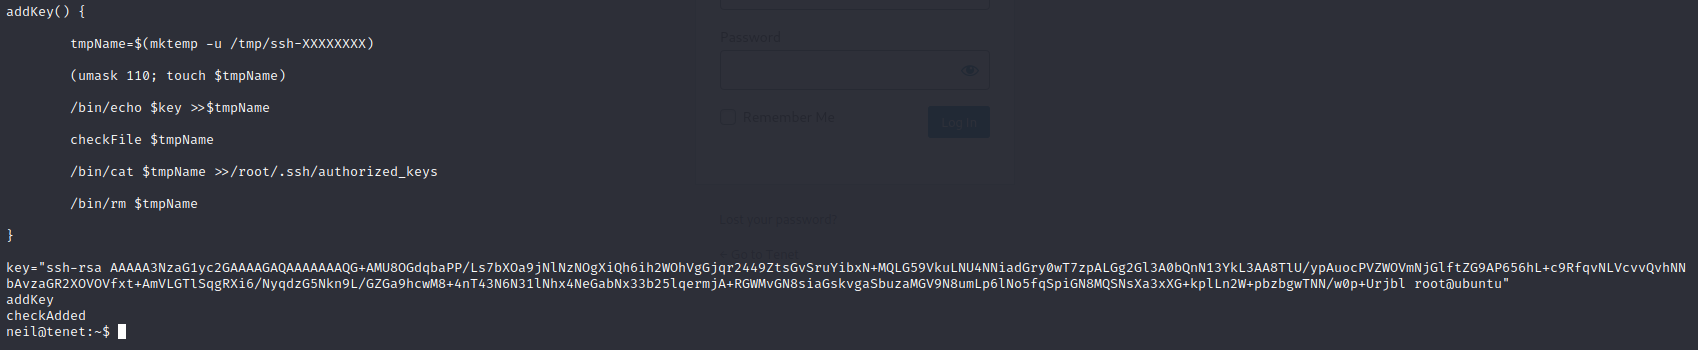 addKey() {
Password
tmpName=$(mktemp -u /tmp/ssh-XXXXXXXX)
(umask 110; touch $tmpName)
/bin/echo $key >>$tmpName
Remember Me
Log In
checkFile $tmpName
/bin/cat $tmpName >>/root/.ssh/authorized_keys
/bin/rm $tmpName
Lost your password?
}
key="ssh-rsa AAAAA3NzaG1yc2GAAAAGAQAAAAAAAQG+AMU8OGdqbaPP/Ls7bXOa9jNlNzNOgXiQh6ih2WOhVgGjqr2449ZtsGvSruYibxN+MQLG59VkuLNU4NNiadGry0wT7zpALGg2Gl3A0bQnN13YkL3AA8TlU/ypAuocPVZWOVmNjGlftZG9AP656hL+c9RfqvNLVcvvQvhNN
bAvzaGR2XOVOVfxt+AmVLGTlSqgRXi6/NyqdzG5Nkn9L/GZGa9hcwM8+4nT43N6N31lNhx4NeGabNx33b25lqermjA+RGWMvGN8siaGskvgaSbuzaMGV9N8umLp6lNo5fqSpiGN8MQSNsXa3xXG+kplLn2W+pbzbgwTNN/w0p+Urjbl root@ubuntu"
addKey
checkAdded
neil@tenet:~$